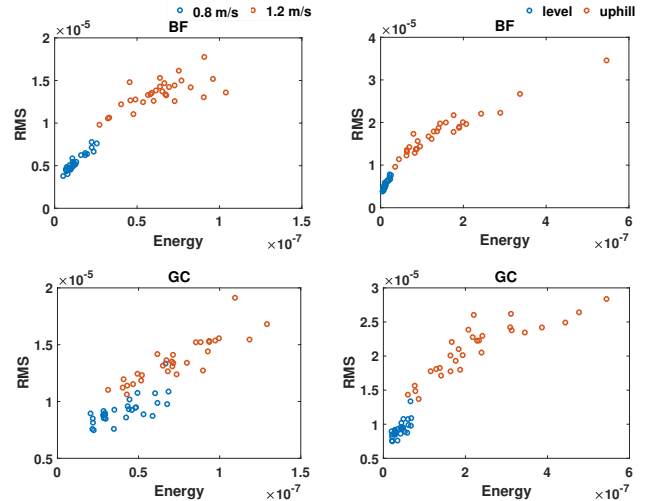 0.8 m/s 1.2 m/s
level uphill
BF
×10⁻⁵
2
1.5
1
0.5
0
RMS
0 0.5 1 1.5
Energy
×10⁻⁷
BF
×10⁻⁵
5
4
3
2
1
0
RMS
0 2 4 6
Energy
×10⁻⁷
GC
×10⁻⁵
2
1.5
1
0.5
RMS
0 0.5 1 1.5
Energy
×10⁻⁷
GC
×10⁻⁵
3
2.5
2
1.5
1
0.5
RMS
0 2 4 6
Energy
×10⁻⁷